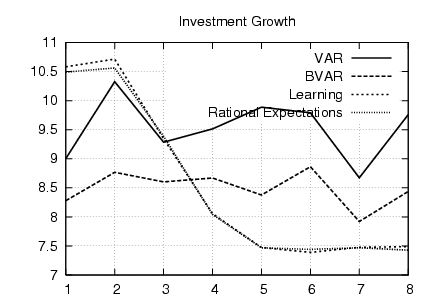 Investment Growth
11
10.5
10
9.5
9
8.5
8
7.5
7
VAR
BVAR
Learning
Rational Expectations
1 2 3 4 5 6 7 8